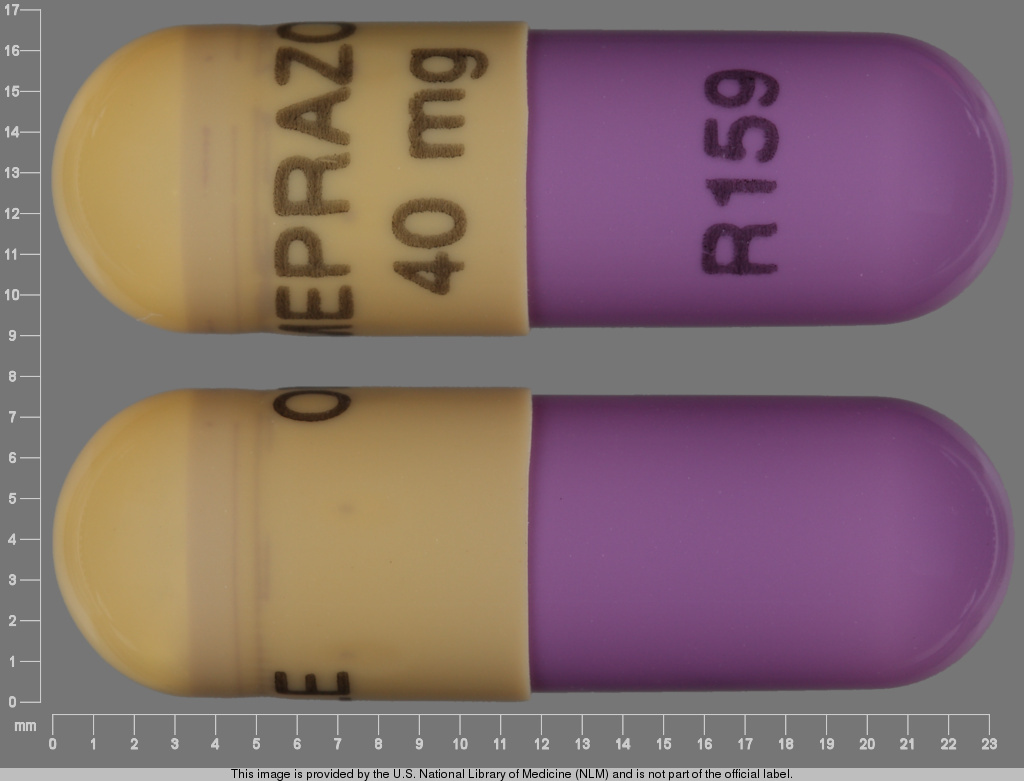 17
16
15
14
13
12
11
10
9
8
7
6
5
4
3
2
1
0
mm
MEPRAZO
40 mg
R159
O
LE
0 1 2 3 4 5 6 7 8 9 10 11 12 13 14 15 16 17 18 19 20 21 22 23
This image is provided by the U.S. National Library of Medicine (NLM) and is not part of the official label.